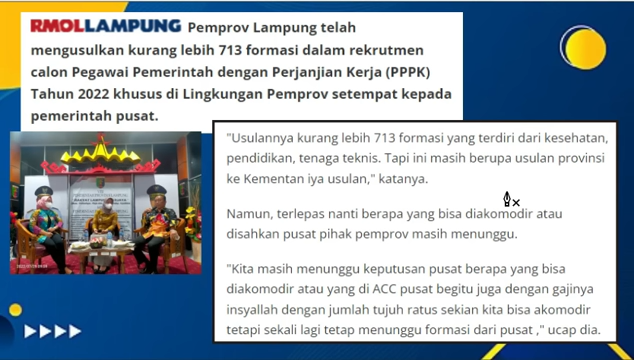 RMOLLAMPUNG Pemprov Lampung telah
mengusulkan kurang lebih 713 formasi dalam rekrutmen
calon Pegawai Pemerintah dengan Perjanjian Kerja (PPPK)
Tahun 2022 khusus di Lingkungan Pemprov setempat kepada
pemerintah pusat.
"Usulannya kurang lebih 713 formasi yang terdiri dari kesehatan,
pendidikan, tenaga teknis. Tapi ini masih berupa usulan provinsi
ke Kementan iya usulan," katanya.
Namun, terlepas nanti berapa yang bisa diakomodir atau
disahkan pusat pihak pemprov masih menunggu.
"Kita masih menunggu keputusan pusat berapa yang bisa
diakomodir atau yang di ACC pusat begitu juga dengan gajinya
insyallah dengan jumlah tujuh ratus sekian kita bisa akomodir
tetapi sekali lagi tetap menunggu formasi dari pusat ," ucap dia.